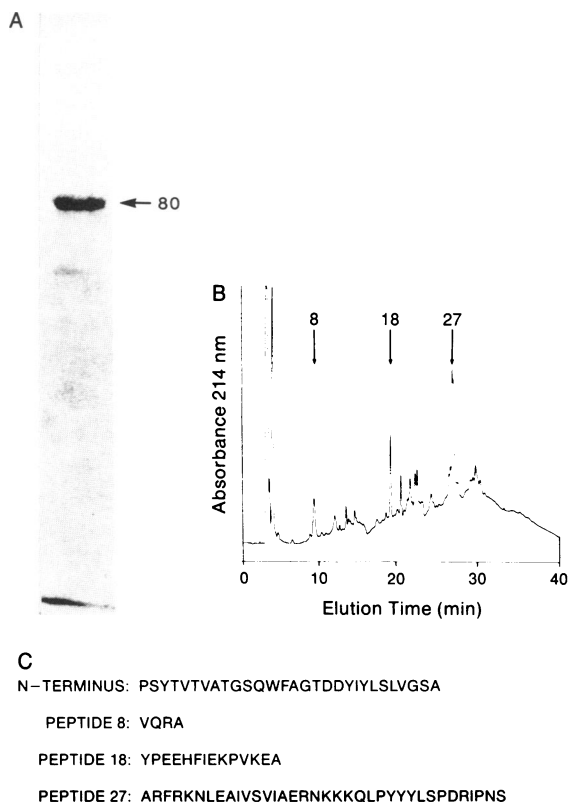 A
80
B
8 18 27
Absorbance 214 nm
0 10 20 30 40
Elution Time (min)
C
N–TERMINUS: PSYTVTVATGSQWFAGTDDYIYLSLVGSA
PEPTIDE 8: VQRA
PEPTIDE 18: YPEEHFIEKPVKEA
PEPTIDE 27: ARFRKNLEAIVSVIAERNKKKQLPYYYLSPDRIPNS